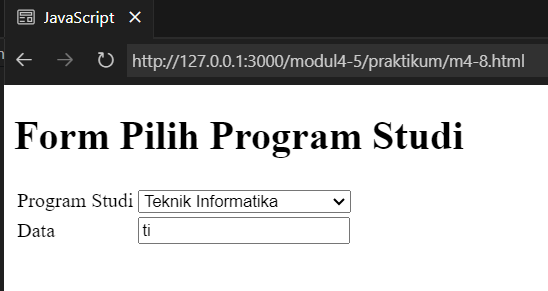 JavaScript
http://127.0.0.1:3000/modul4-5/praktikum/m4-8.html
Form Pilih Program Studi
Program Studi Teknik Informatika
Data ti